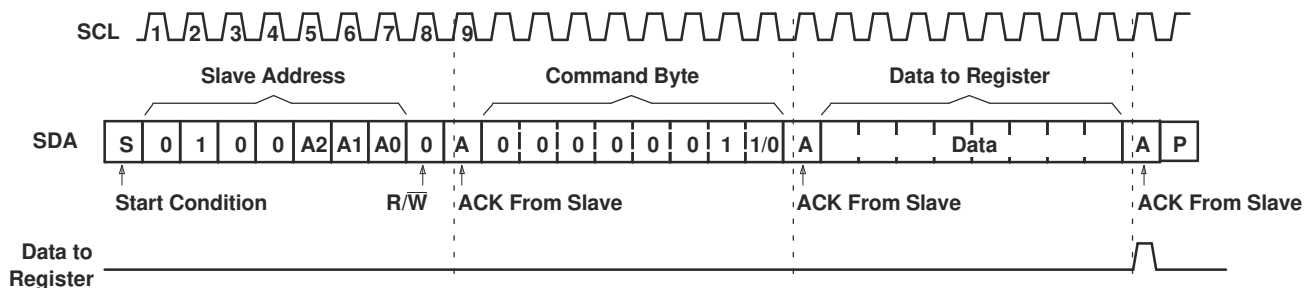 SCL 1 2 3 4 5 6 7 8 9
Slave Address Command Byte Data to Register
SDA S 0 1 0 0 A2 A1 A0 0 A 0 0 0 0 0 0 1 1/0 A Data A P
Start Condition R/W̅ ACK From Slave ACK From Slave ACK From Slave
Data to
Register